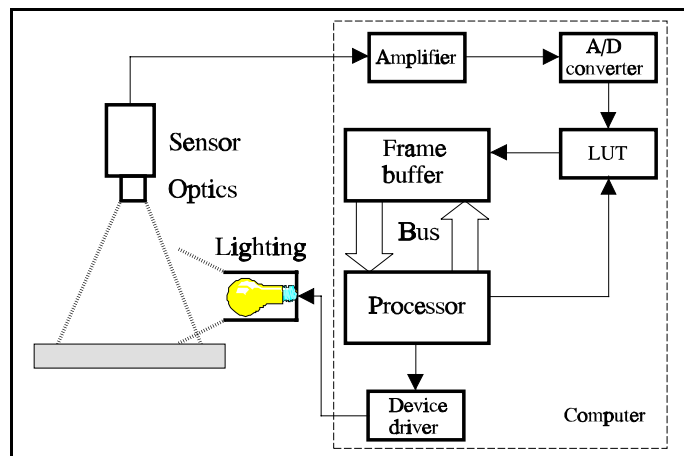 Amplifier
A/D
converter
Sensor
Optics
Frame
buffer
LUT
Bus
Lighting
Processor
Device
driver
Computer